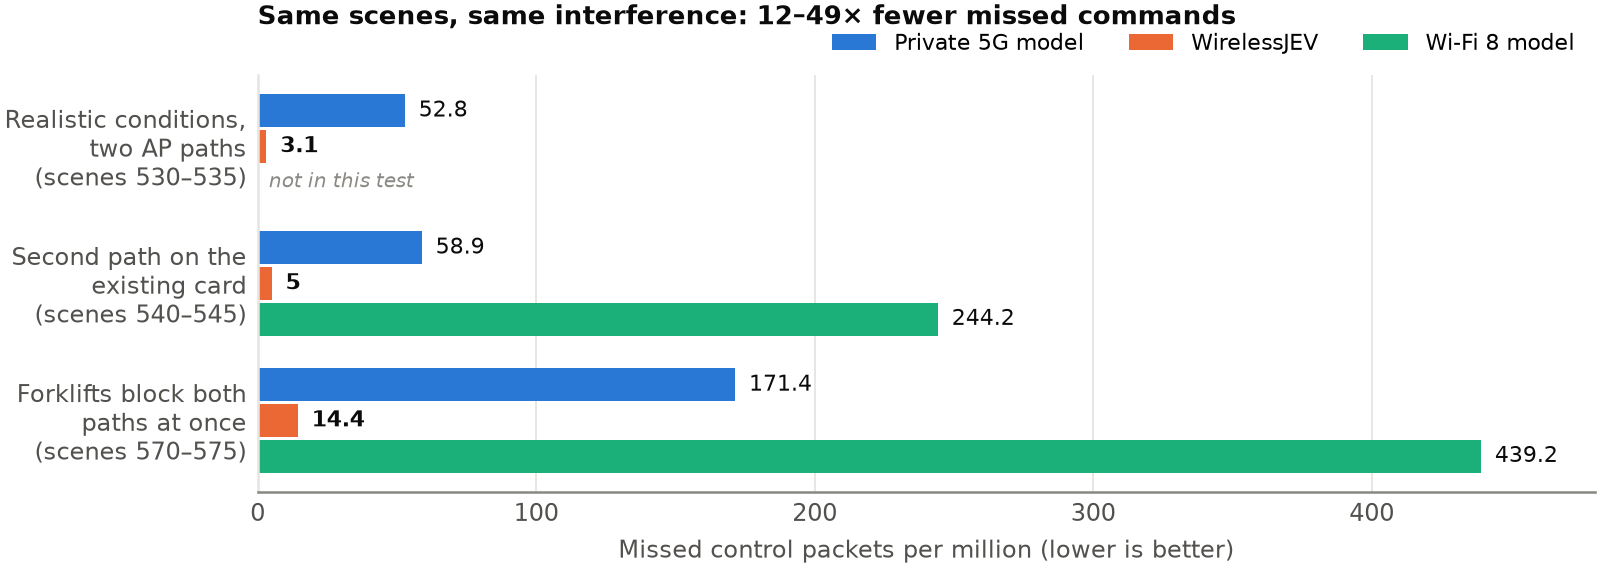 Same scenes, same interference: 12–49× fewer missed commands
Private 5G model
WirelessJEV
Wi-Fi 8 model
Realistic conditions,
two AP paths
(scenes 530–535)
52.8
3.1
not in this test
Second path on the
existing card
(scenes 540–545)
58.9
5
244.2
Forklifts block both
paths at once
(scenes 570–575)
171.4
14.4
439.2
0
100
200
300
400
Missed control packets per million (lower is better)